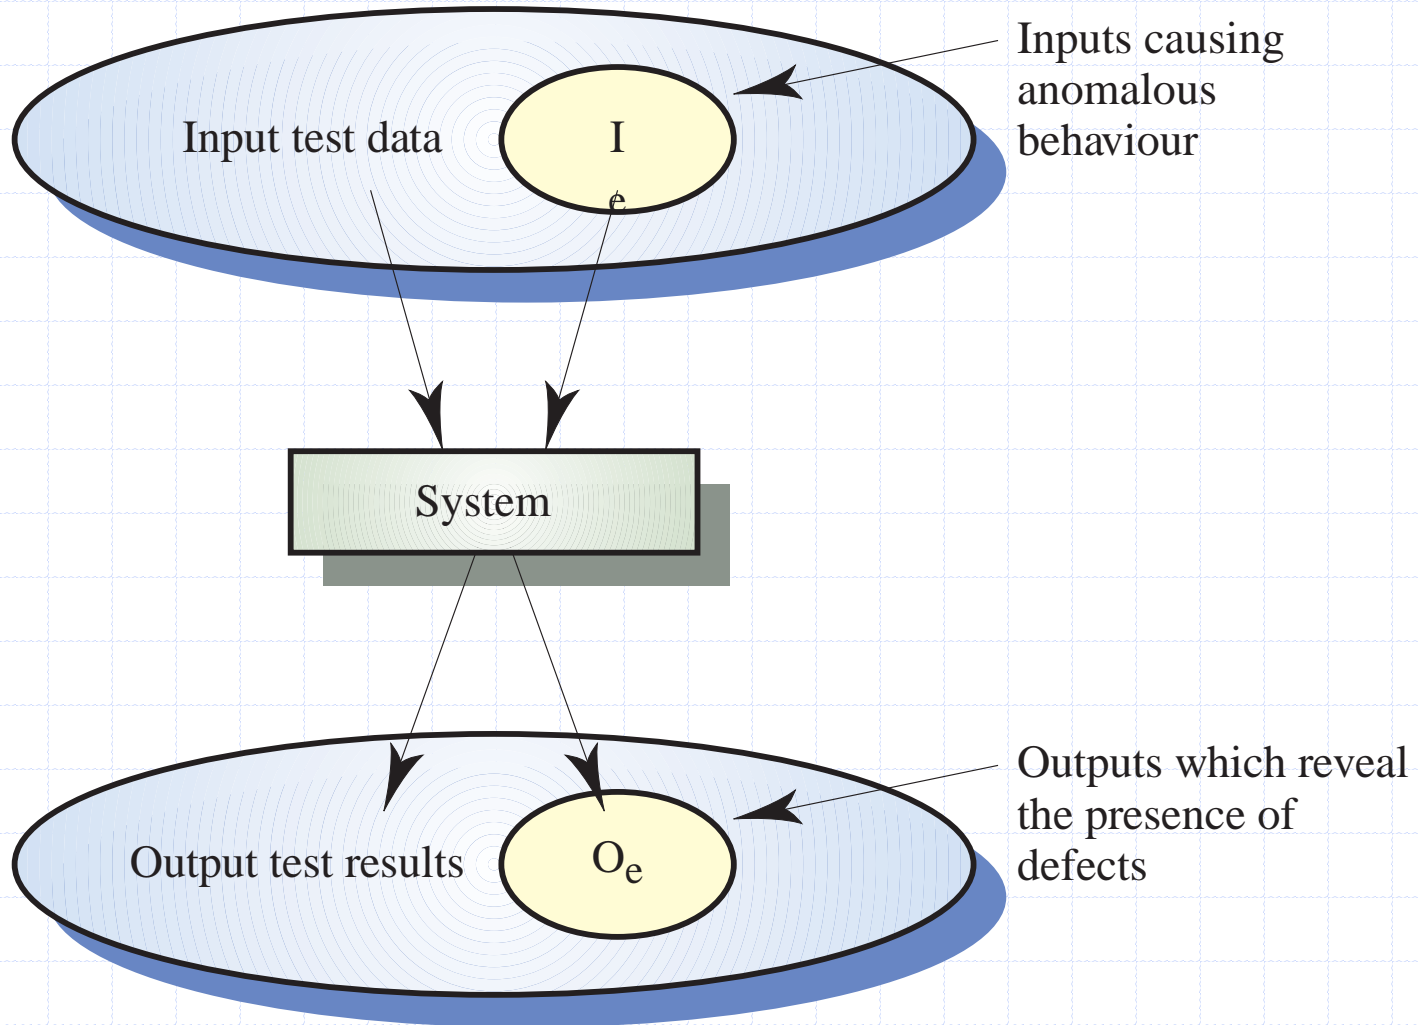 Inputs causing
anomalous
behaviour
Input test data
I
e
System
Outputs which reveal
the presence of
defects
Output test results
Oe